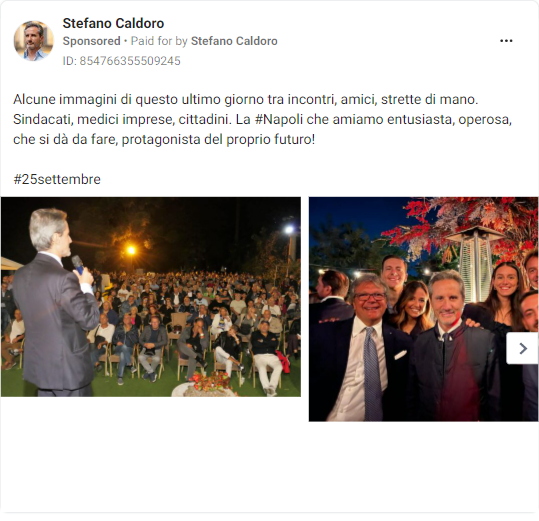 Stefano Caldoro
Sponsored • Paid for by Stefano Caldoro
ID: 854766355509245
Alcune immagini di questo ultimo giorno tra incontri, amici, strette di mano.
Sindacati, medici imprese, cittadini. La #Napoli che amiamo entusiasta, operosa,
che si dà da fare, protagonista del proprio futuro!
#25settembre